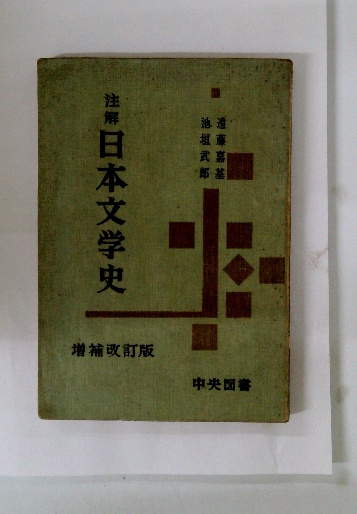 遠藤嘉基
池垣武郎
注解
日本文学史
増補改訂版
中央図書